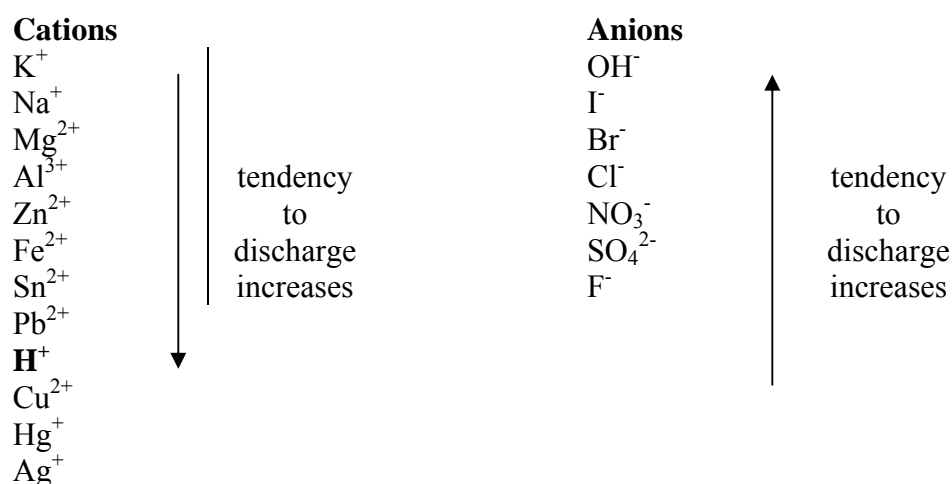 Cations
K⁺
Na⁺
Mg²⁺
Al³⁺
Zn²⁺
Fe²⁺
Sn²⁺
Pb²⁺
H⁺
Cu²⁺
Hg⁺
Ag⁺
tendency
to
discharge
increases
Anions
OH⁻
I⁻
Br⁻
Cl⁻
NO₃⁻
SO₄²⁻
F⁻
tendency
to
discharge
increases